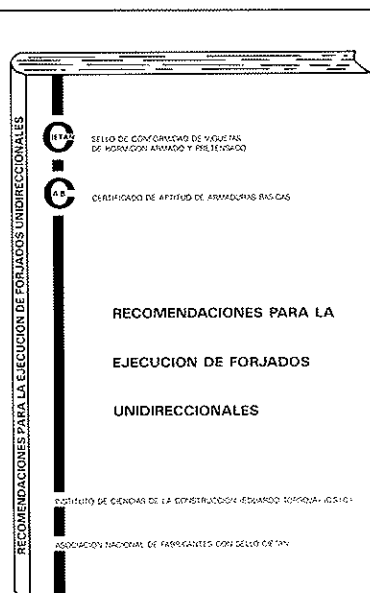 RECOMENDACIONES PARA LA EJECUCION DE FORJADOS UNIDIRECCIONALES
CIETAN
SELLO DE CONFORMIDAD DE VIGUETAS
DE HORMIGON ARMADO Y PRETENSADO
CAB
CERTIFICADO DE APTITUD DE ARMADURAS BASICAS
RECOMENDACIONES PARA LA
EJECUCION DE FORJADOS
UNIDIRECCIONALES
INSTITUTO DE CIENCIAS DE LA CONSTRUCCION «EDUARDO TORROJA» (C.S.I.C.)
ASOCIACION NACIONAL DE FABRICANTES CON SELLO CIETAN